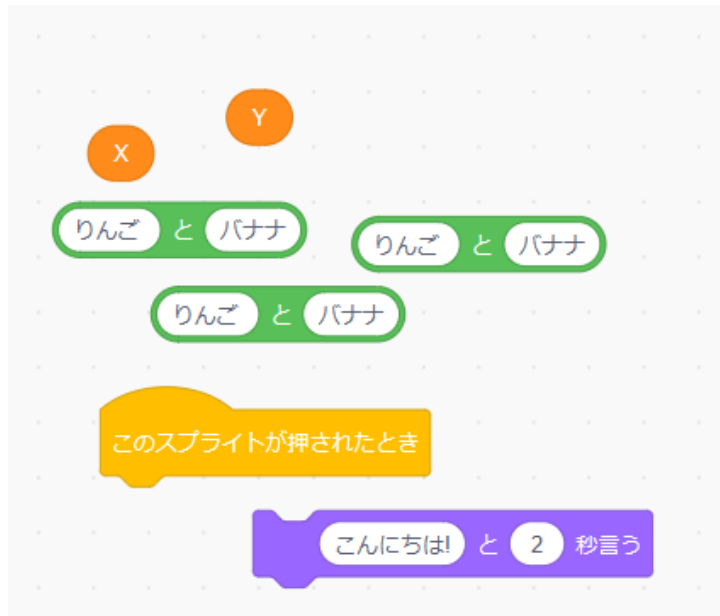 Y
X
りんご と バナナ
りんご と バナナ
りんご と バナナ
このスプライトが押されたとき
こんにちは! と 2 秒言う